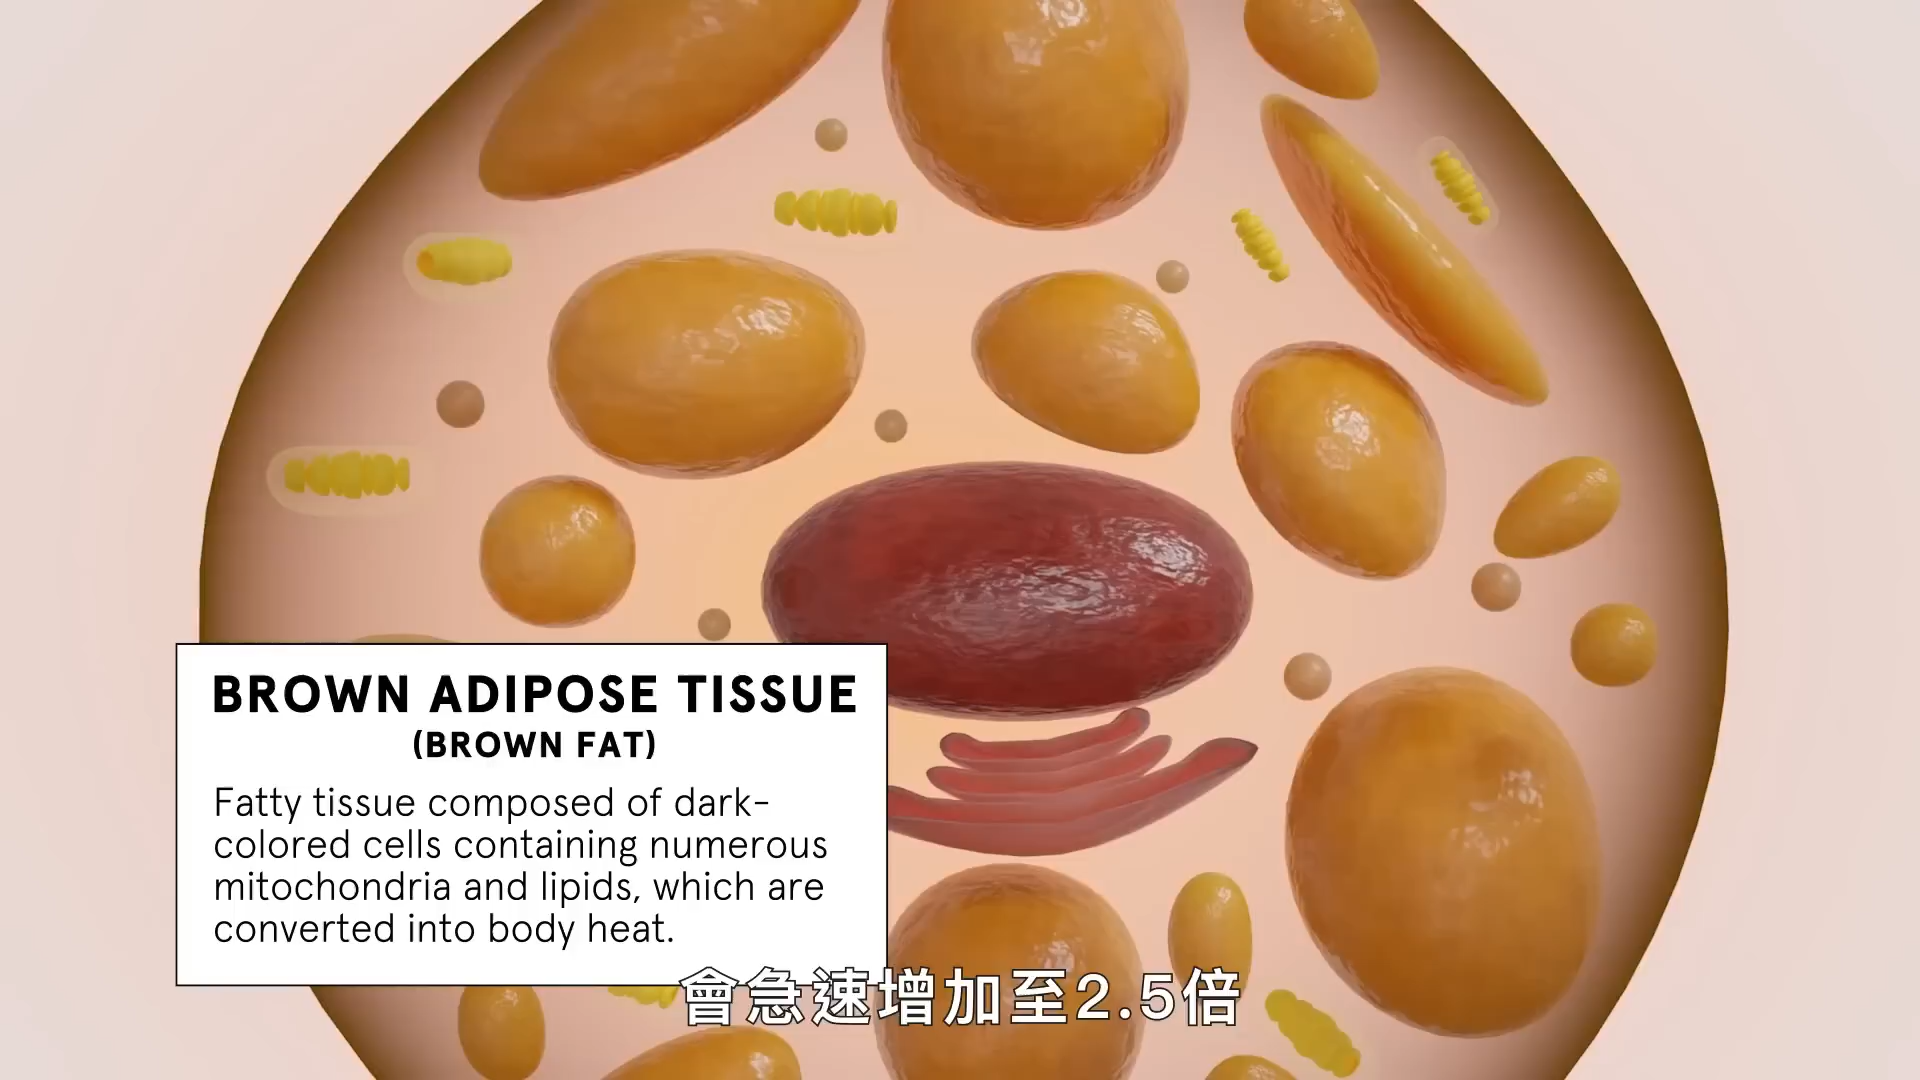 BROWN ADIPOSE TISSUE
(BROWN FAT)
Fatty tissue composed of dark-
colored cells containing numerous
mitochondria and lipids, which are
converted into body heat.
會急速增加至2.5倍